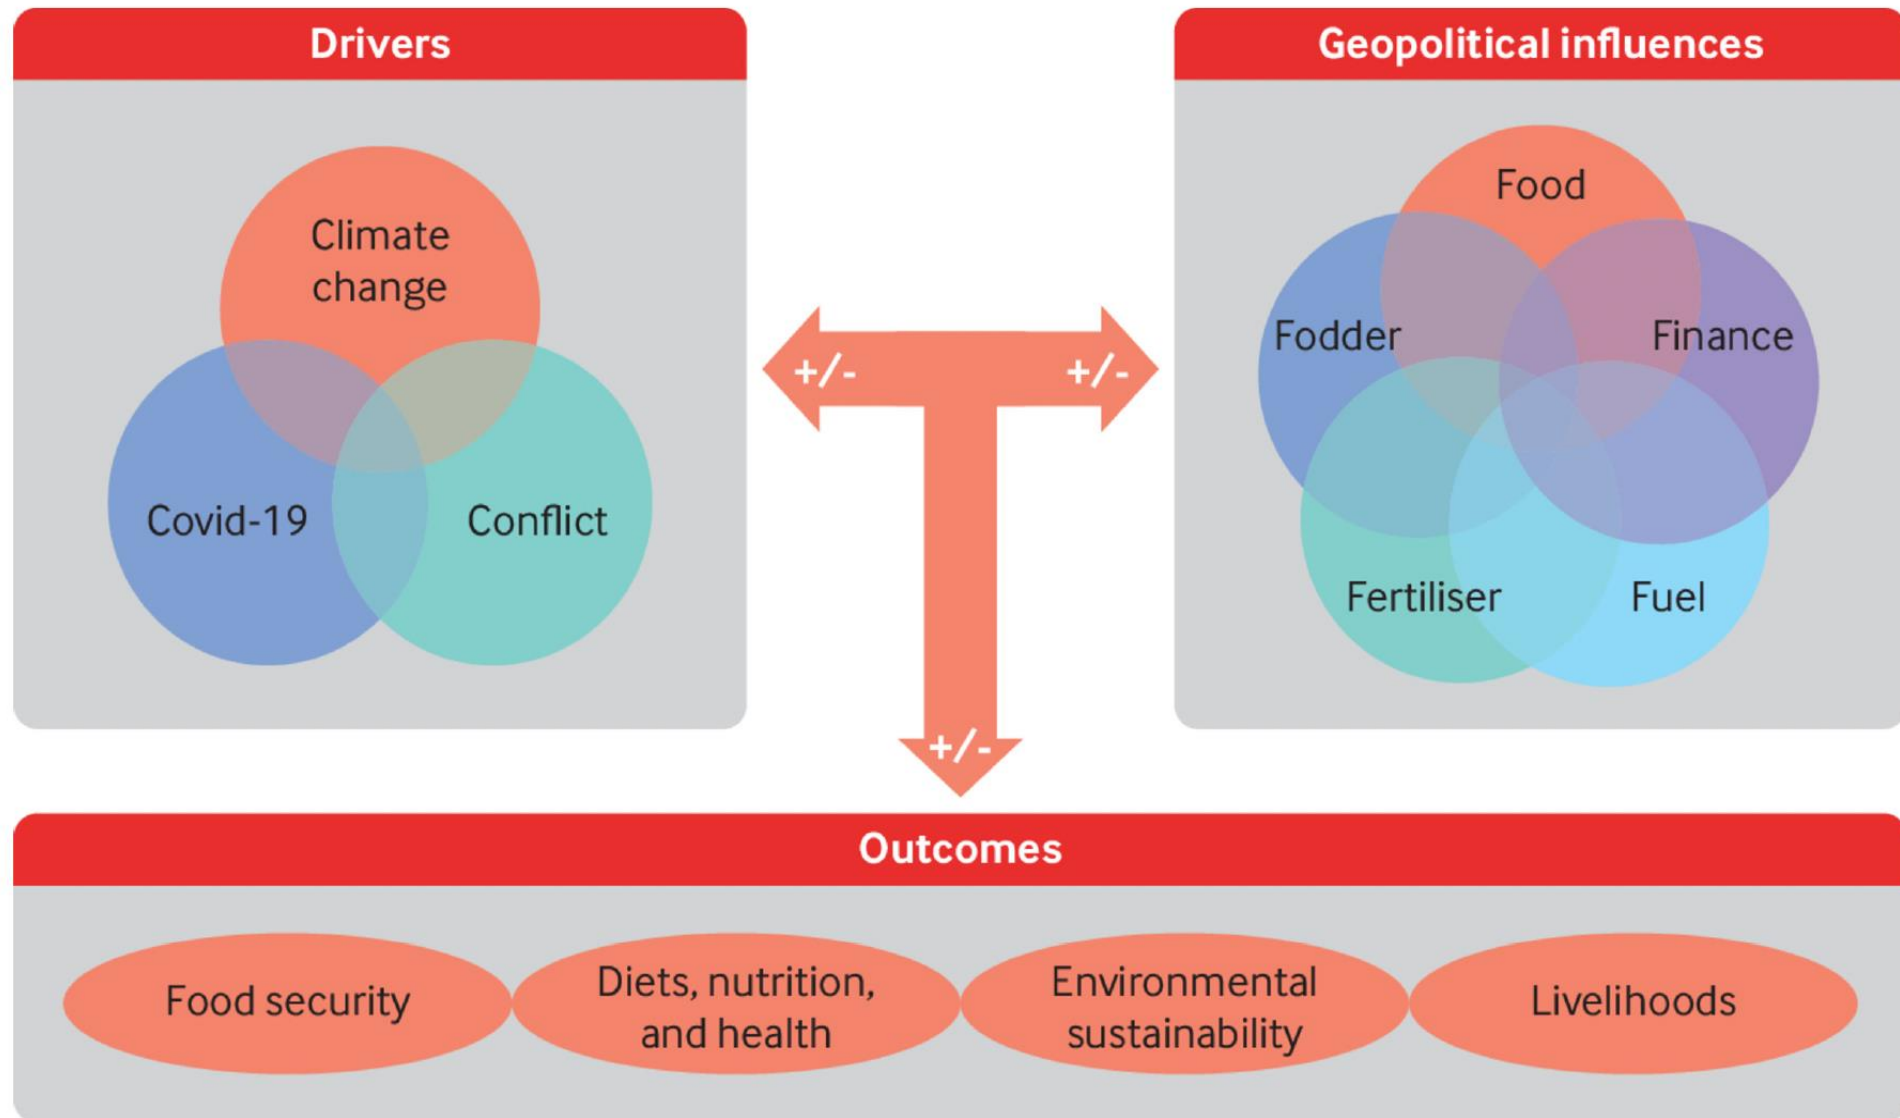 Drivers
Climate
change
Covid-19
Conflict
+/-
+/-
+/-
Geopolitical influences
Food
Fodder
Finance
Fertiliser
Fuel
Outcomes
Food security
Diets, nutrition,
and health
Environmental
sustainability
Livelihoods